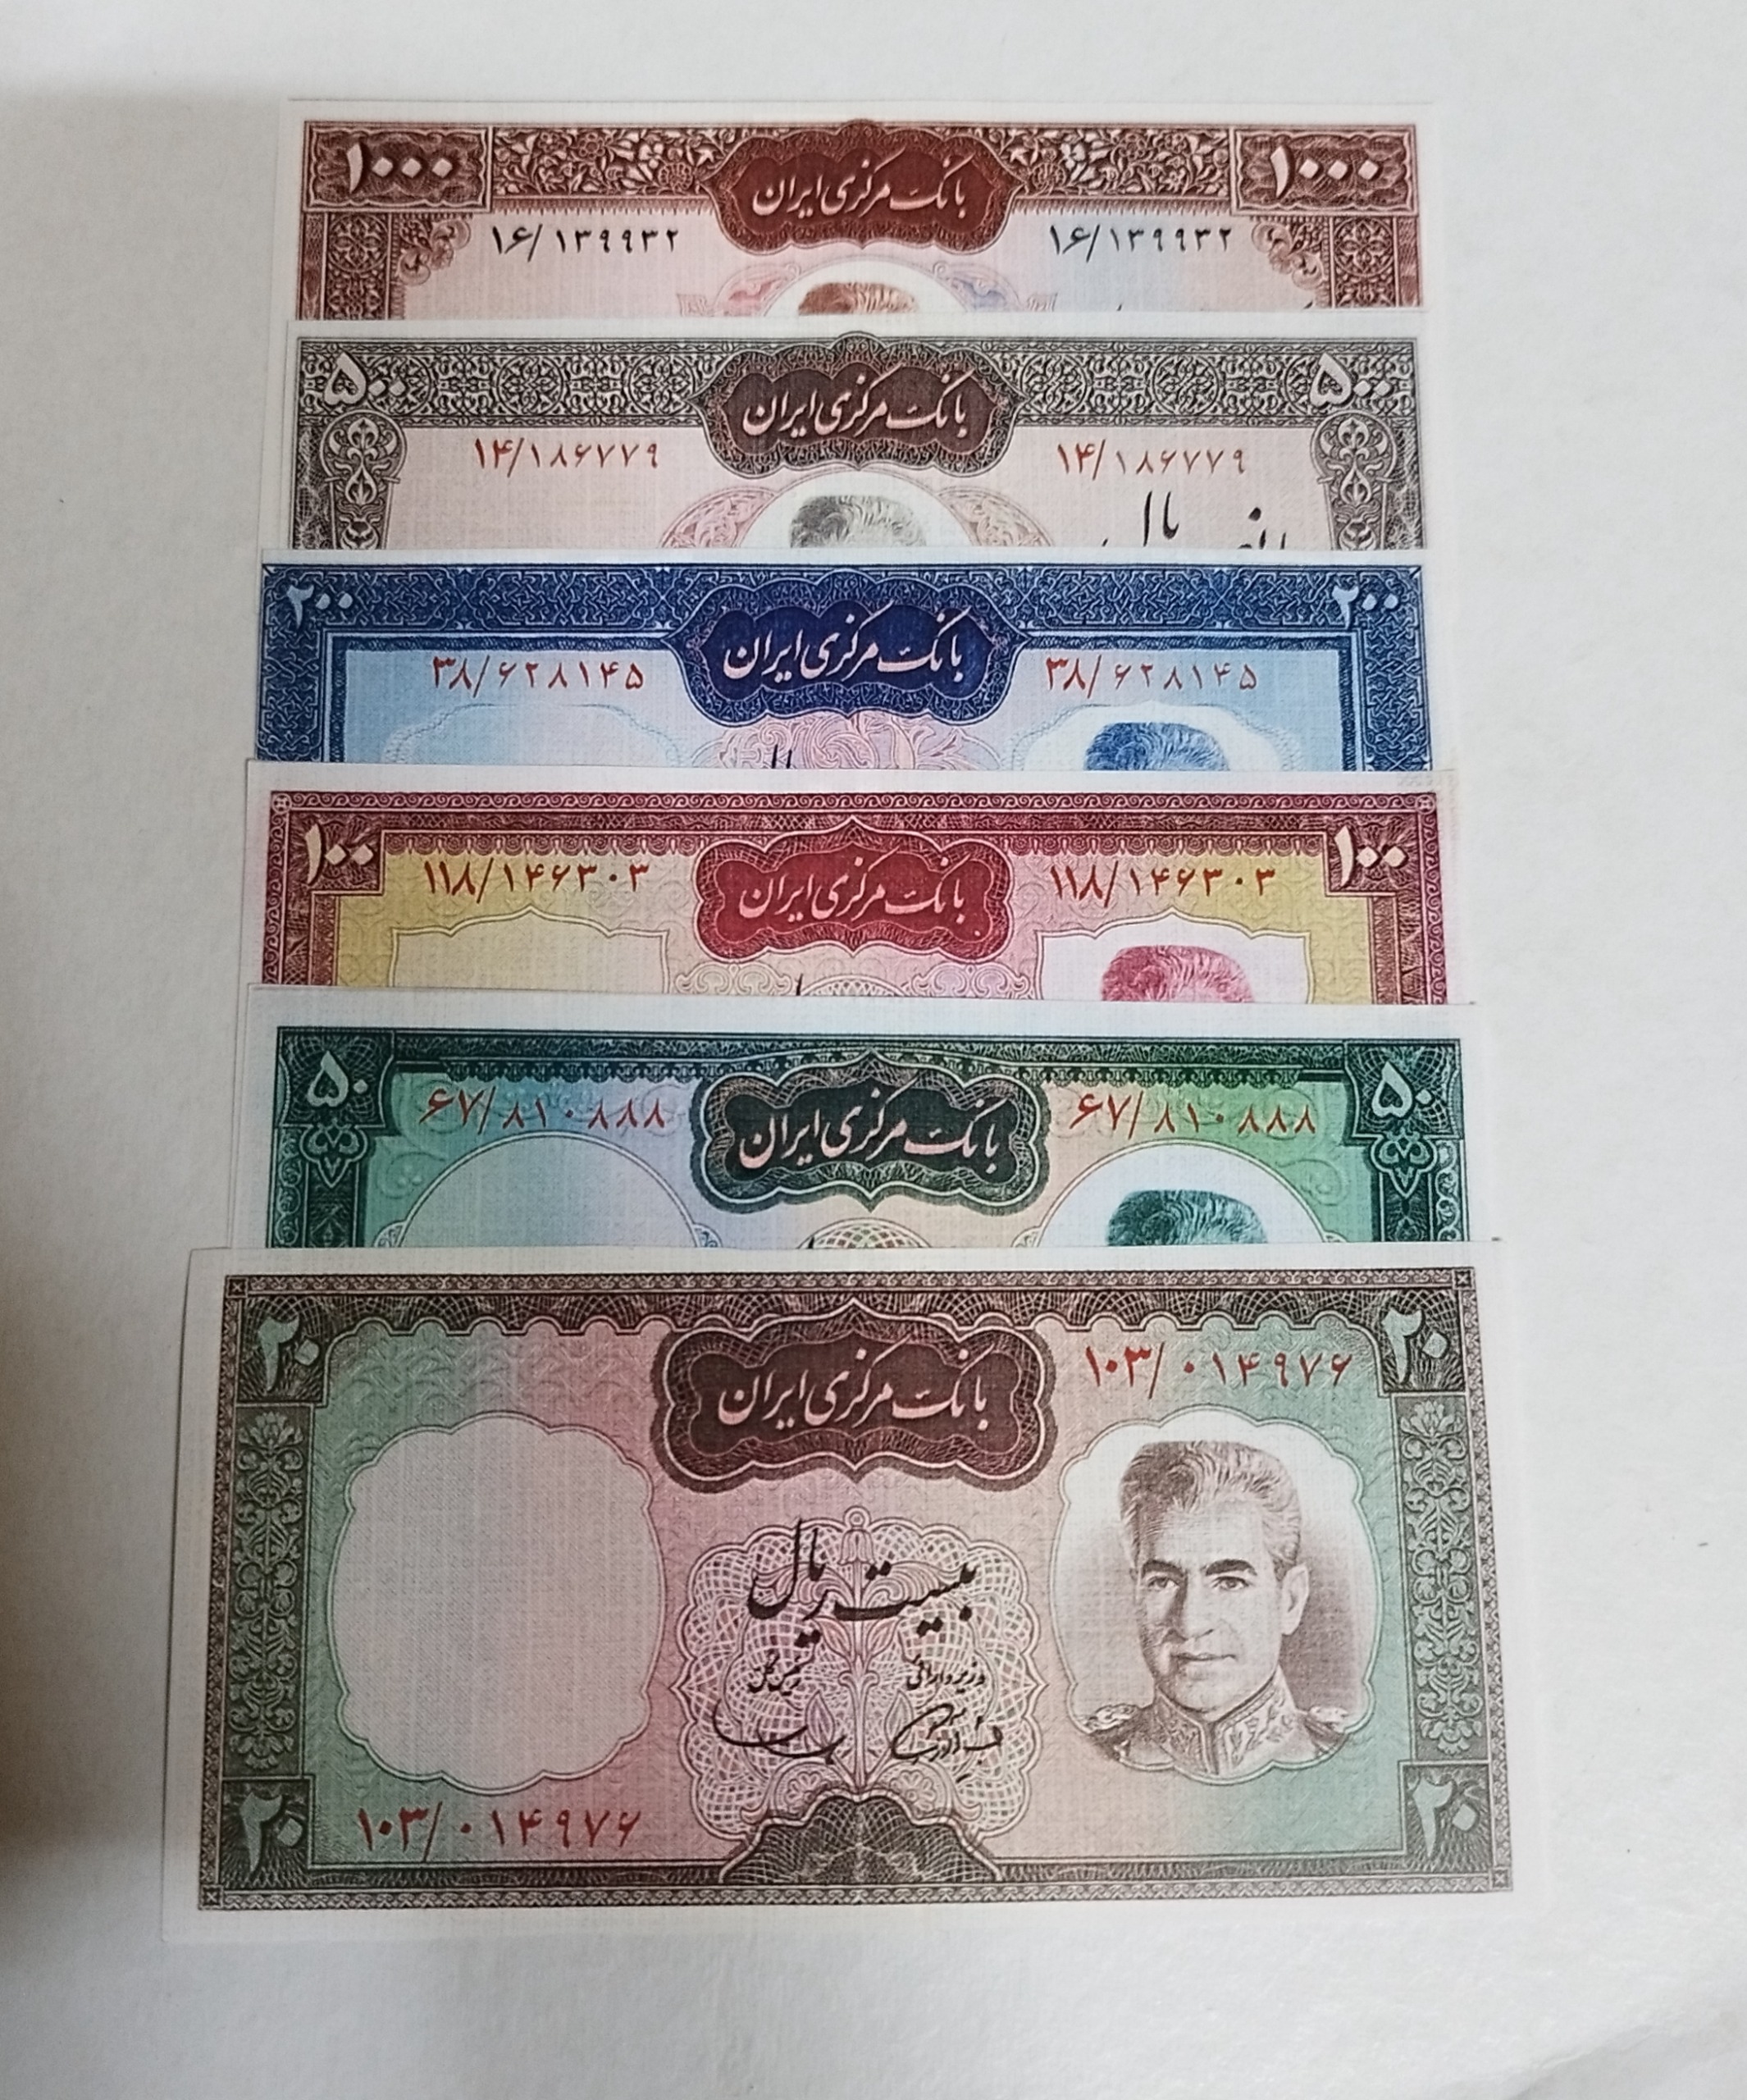 ۱۰۰۰ بانک مرکزی ایران ۱۰۰۰
۱۶/۱۳۹۹۳۲ ۱۶/۱۳۹۹۳۲
۵۰۰ بانک مرکزی ایران ۵۰۰
۱۴/۱۸۶۷۷۹ ۱۴/۱۸۶۷۷۹
۲۰۰ بانک مرکزی ایران ۲۰۰
۳۸/۶۲۸۱۴۵ ۳۸/۶۲۸۱۴۵
۱۰۰ بانک مرکزی ایران ۱۰۰
۱۱۸/۱۴۶۳۰۳ ۱۱۸/۱۴۶۳۰۳
۵۰ بانک مرکزی ایران ۵۰
۶۷/۸۱۰۸۸۸ ۶۷/۸۱۰۸۸۸
۲۰ بانک مرکزی ایران ۲۰
۱۰۳/۰۱۴۹۷۶
بیست ریال
وزیر دارائی رئیس کل
۱۰۳/۰۱۴۹۷۶
۲۰ ۲۰